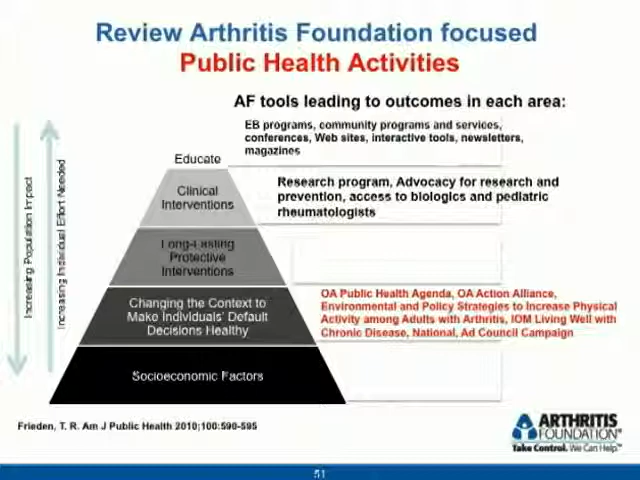 Review Arthritis Foundation focused
Public Health Activities
AF tools leading to outcomes in each area:
EB programs, community programs and services,
conferences, Web sites, interactive tools, newsletters,
magazines
Educate
Clinical
Interventions
Research program, Advocacy for research and
prevention, access to biologics and pediatric
rheumatologists
Long-Lasting
Protective
Interventions
Changing the Context to
Make Individuals' Default
Decisions Healthy
OA Public Health Agenda, OA Action Alliance,
Environmental and Policy Strategies to Increase Physical
Activity among Adults with Arthritis, IOM Living Well with
Chronic Disease, National, Ad Council Campaign
Socioeconomic Factors
Increasing Population Impact
Increasing Individual Effort Needed
Frieden, T. R. Am J Public Health 2010;100:590-595
ARTHRITIS
FOUNDATION®
Take Control. We Can Help.™
51